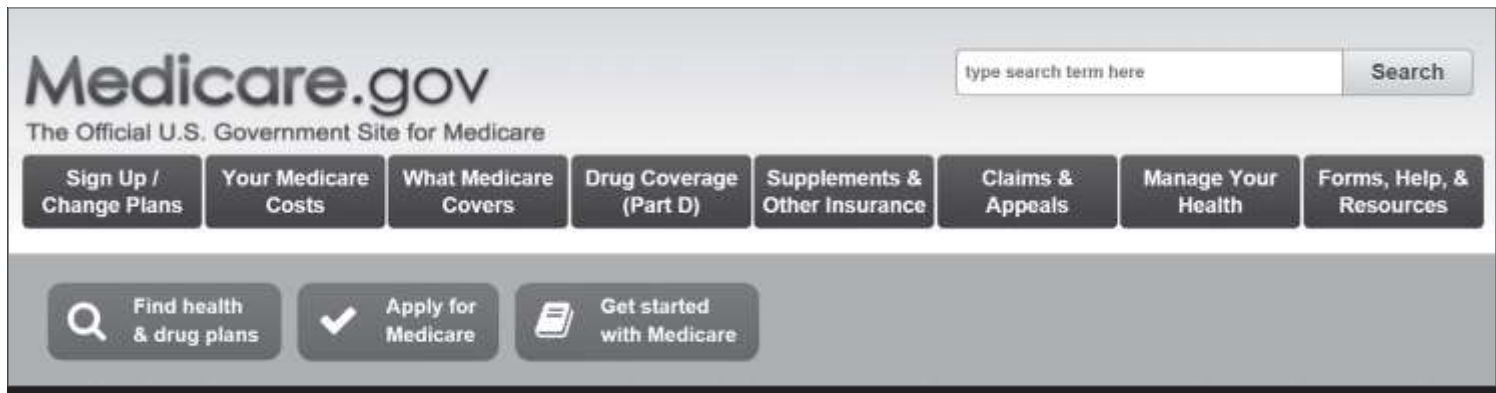 Medicare.gov
The Official U.S. Government Site for Medicare
type search term here
Search
Sign Up /
Change Plans
Your Medicare
Costs
What Medicare
Covers
Drug Coverage
(Part D)
Supplements &
Other Insurance
Claims &
Appeals
Manage Your
Health
Forms, Help, &
Resources
Find health
& drug plans
Apply for
Medicare
Get started
with Medicare